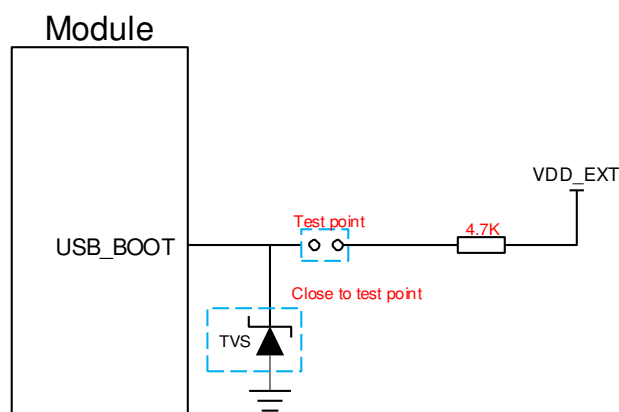 Module
VDD_EXT
Test point
4.7K
USB_BOOT
Close to test point
TVS